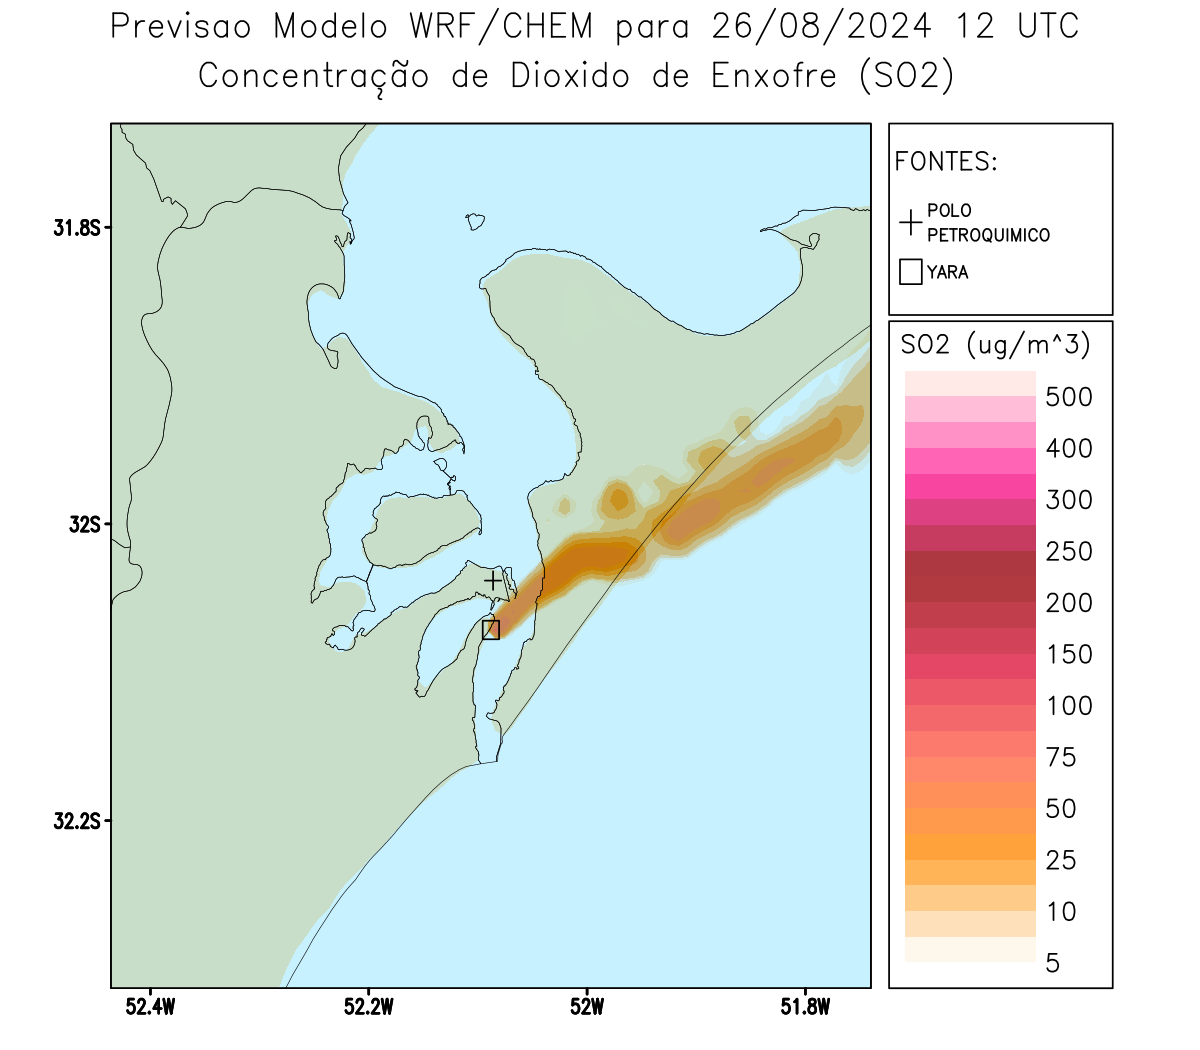 Previsao Modelo WRF/CHEM para 26/08/2024 12 UTC
Concentração de Dioxido de Enxofre (SO2)
FONTES:
POLO
PETROQUIMICO
YARA
31.8S
32S
32.2S
52.4W
52.2W
52W
51.8W
SO2 (ug/m^3)
500
400
300
250
200
150
100
75
50
25
10
5